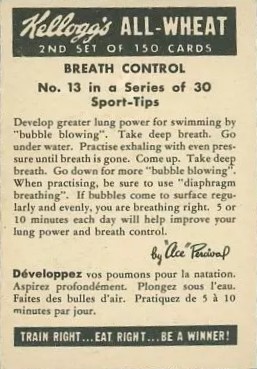 Kellogg's ALL-WHEAT
2ND SET OF 150 CARDS
BREATH CONTROL
No. 13 in a Series of 30
Sport-Tips
Develop greater lung power for swimming by
"bubble blowing". Take deep breath. Go
under water. Practise exhaling with even pres-
sure until breath is gone. Come up. Take deep
breath. Go down for more "bubble blowing".
When practising, be sure to use "diaphragm
breathing". If bubbles come to surface regu-
larly and evenly, you are breathing right. 5 or
10 minutes each day will help improve your
lung power and breath control.
by "Ace" Percival
Développez vos poumons pour la natation.
Aspirez profondément. Plongez sous l'eau.
Faites des bulles d'air. Pratiquez de 5 à 10
minutes par jour.
TRAIN RIGHT...EAT RIGHT...BE A WINNER!